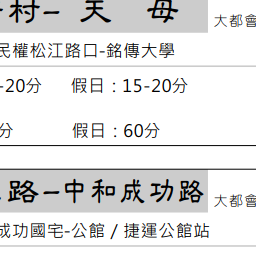 村-天 母 大都會
民權松江路口-銘傳大學
-20分 假日：15-20分
分 假日：60分
路-中和成功路 大都會
成功國宅-公館 / 捷運公館站